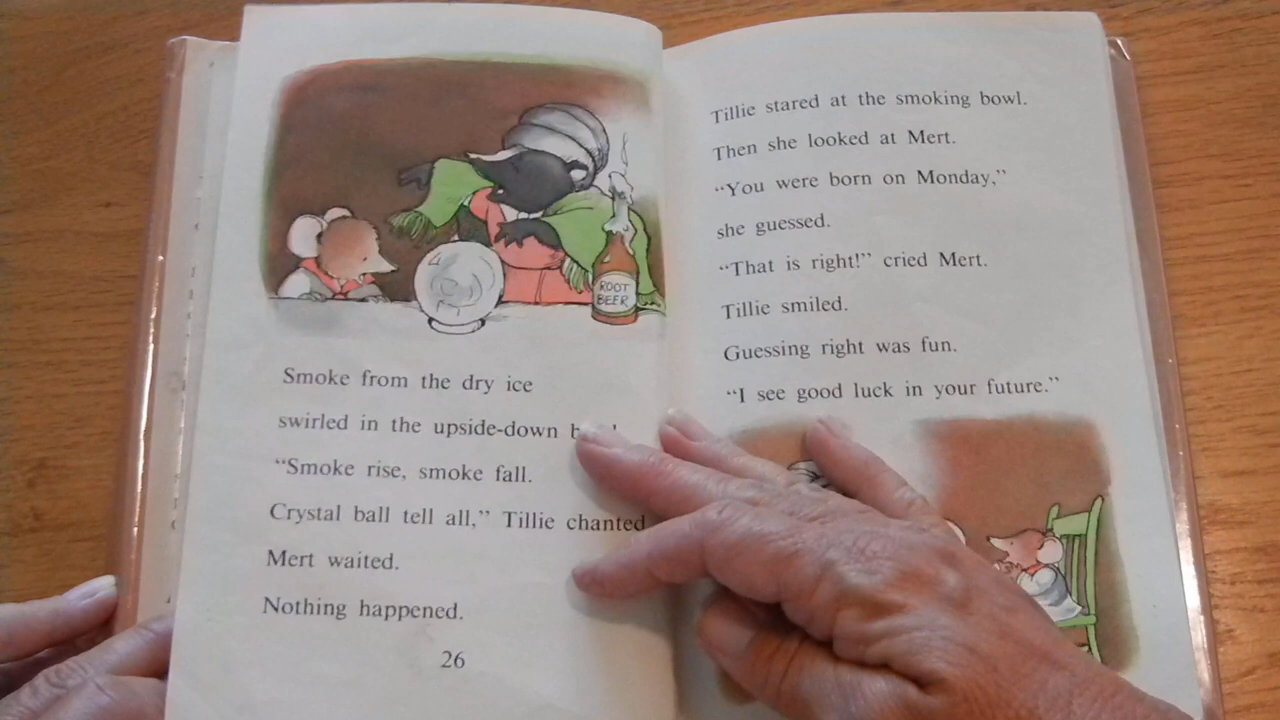 ROOT
BEER
Smoke from the dry ice
swirled in the upside-down
“Smoke rise, smoke fall.
Crystal ball tell all,” Tillie chanted
Mert waited.
Nothing happened.
26
Tillie stared at the smoking bowl.
Then she looked at Mert.
“You were born on Monday,”
she guessed.
“That is right!” cried Mert.
Tillie smiled.
Guessing right was fun.
“I see good luck in your future.”